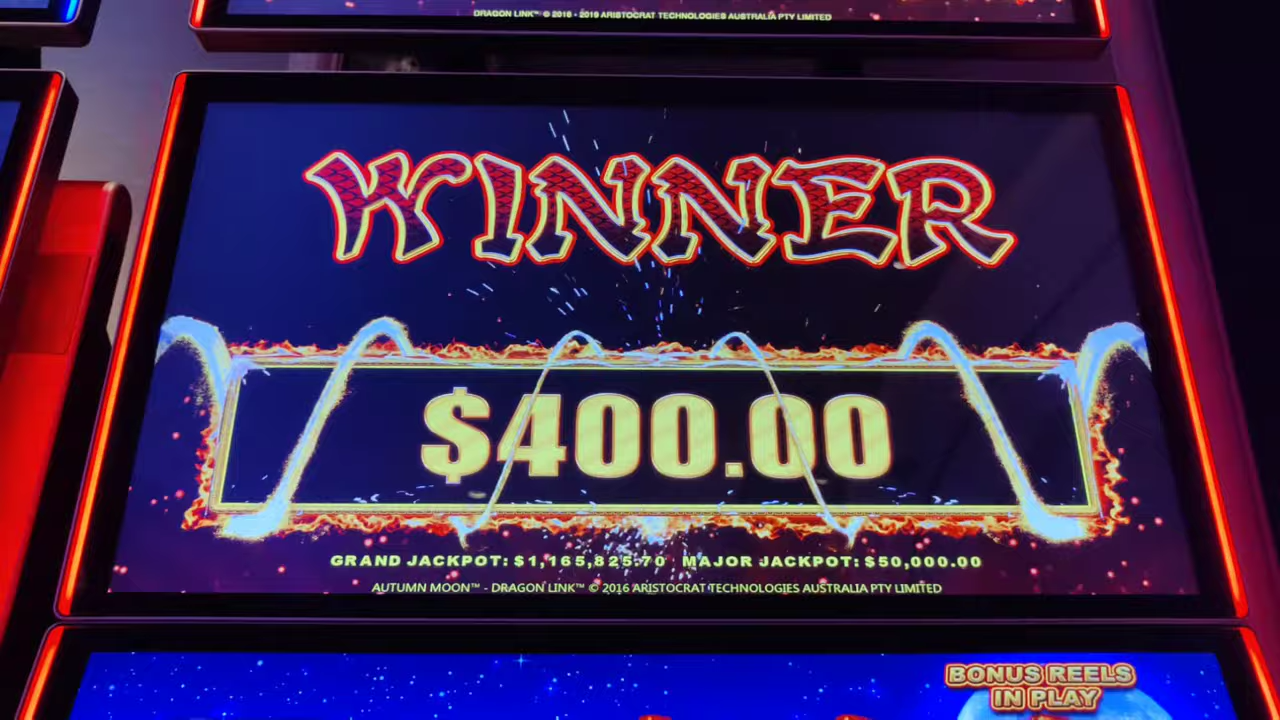 DRAGON LINK™ © 2016 - 2019 ARISTOCRAT TECHNOLOGIES AUSTRALIA PTY LIMITED
WINNER
$400.00
GRAND JACKPOT: $1,165,825.70 MAJOR JACKPOT: $50,000.00
AUTUMN MOON™ - DRAGON LINK™ © 2016 ARISTOCRAT TECHNOLOGIES AUSTRALIA PTY LIMITED
BONUS REELS
IN PLAY